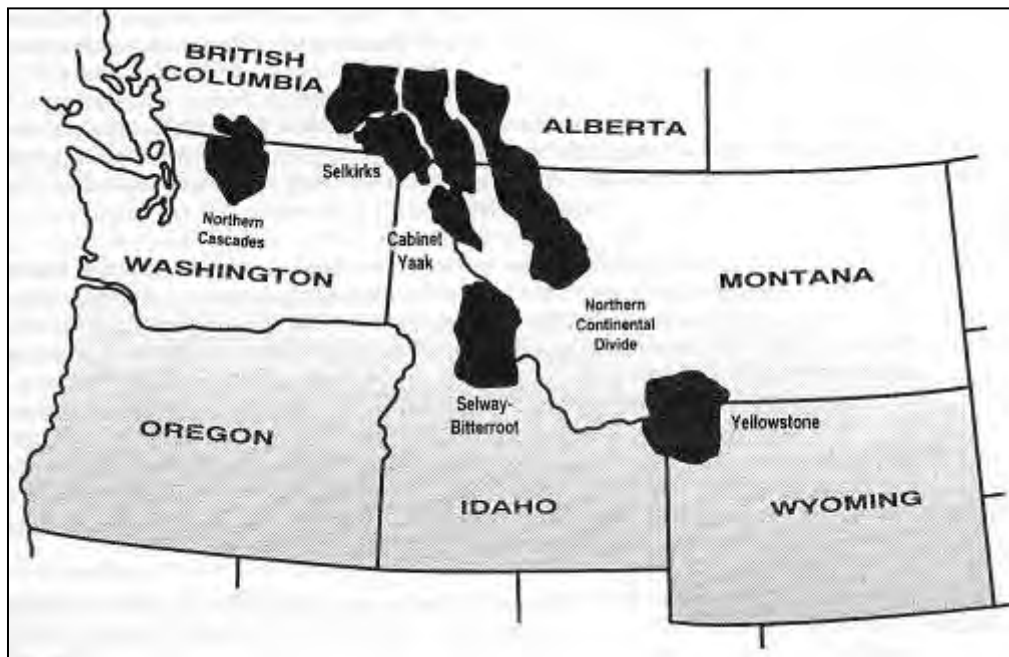 BRITISH
COLUMBIA
ALBERTA
Selkirks
Northern
Cascades
Cabinet
Yaak
WASHINGTON
MONTANA
Northern
Continental
Divide
Selway-
Bitterroot
Yellowstone
OREGON
IDAHO
WYOMING